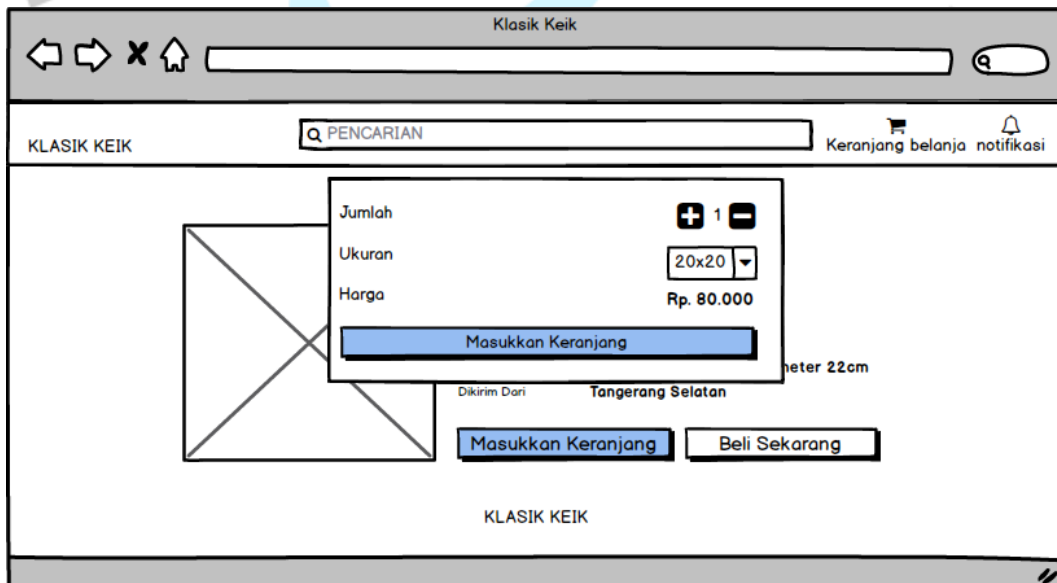 Klasik Keik
KLASIK KEIK
PENCARIAN
Keranjang belanja
notifikasi
Jumlah
1
Ukuran
20x20
Harga
Rp. 80.000
Masukkan Keranjang
22cm
Dikirim Dari
Tangerang Selatan
Masukkan Keranjang
Beli Sekarang
KLASIK KEIK